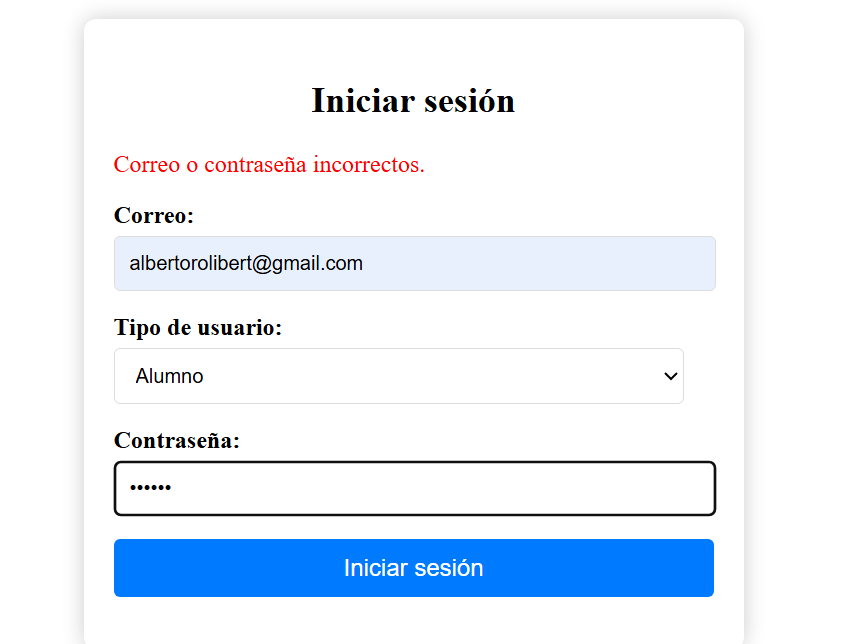 Iniciar sesión
Correo o contraseña incorrectos.
Correo:
albertorolibert@gmail.com
Tipo de usuario:
Alumno
Contraseña:
••••••
Iniciar sesión